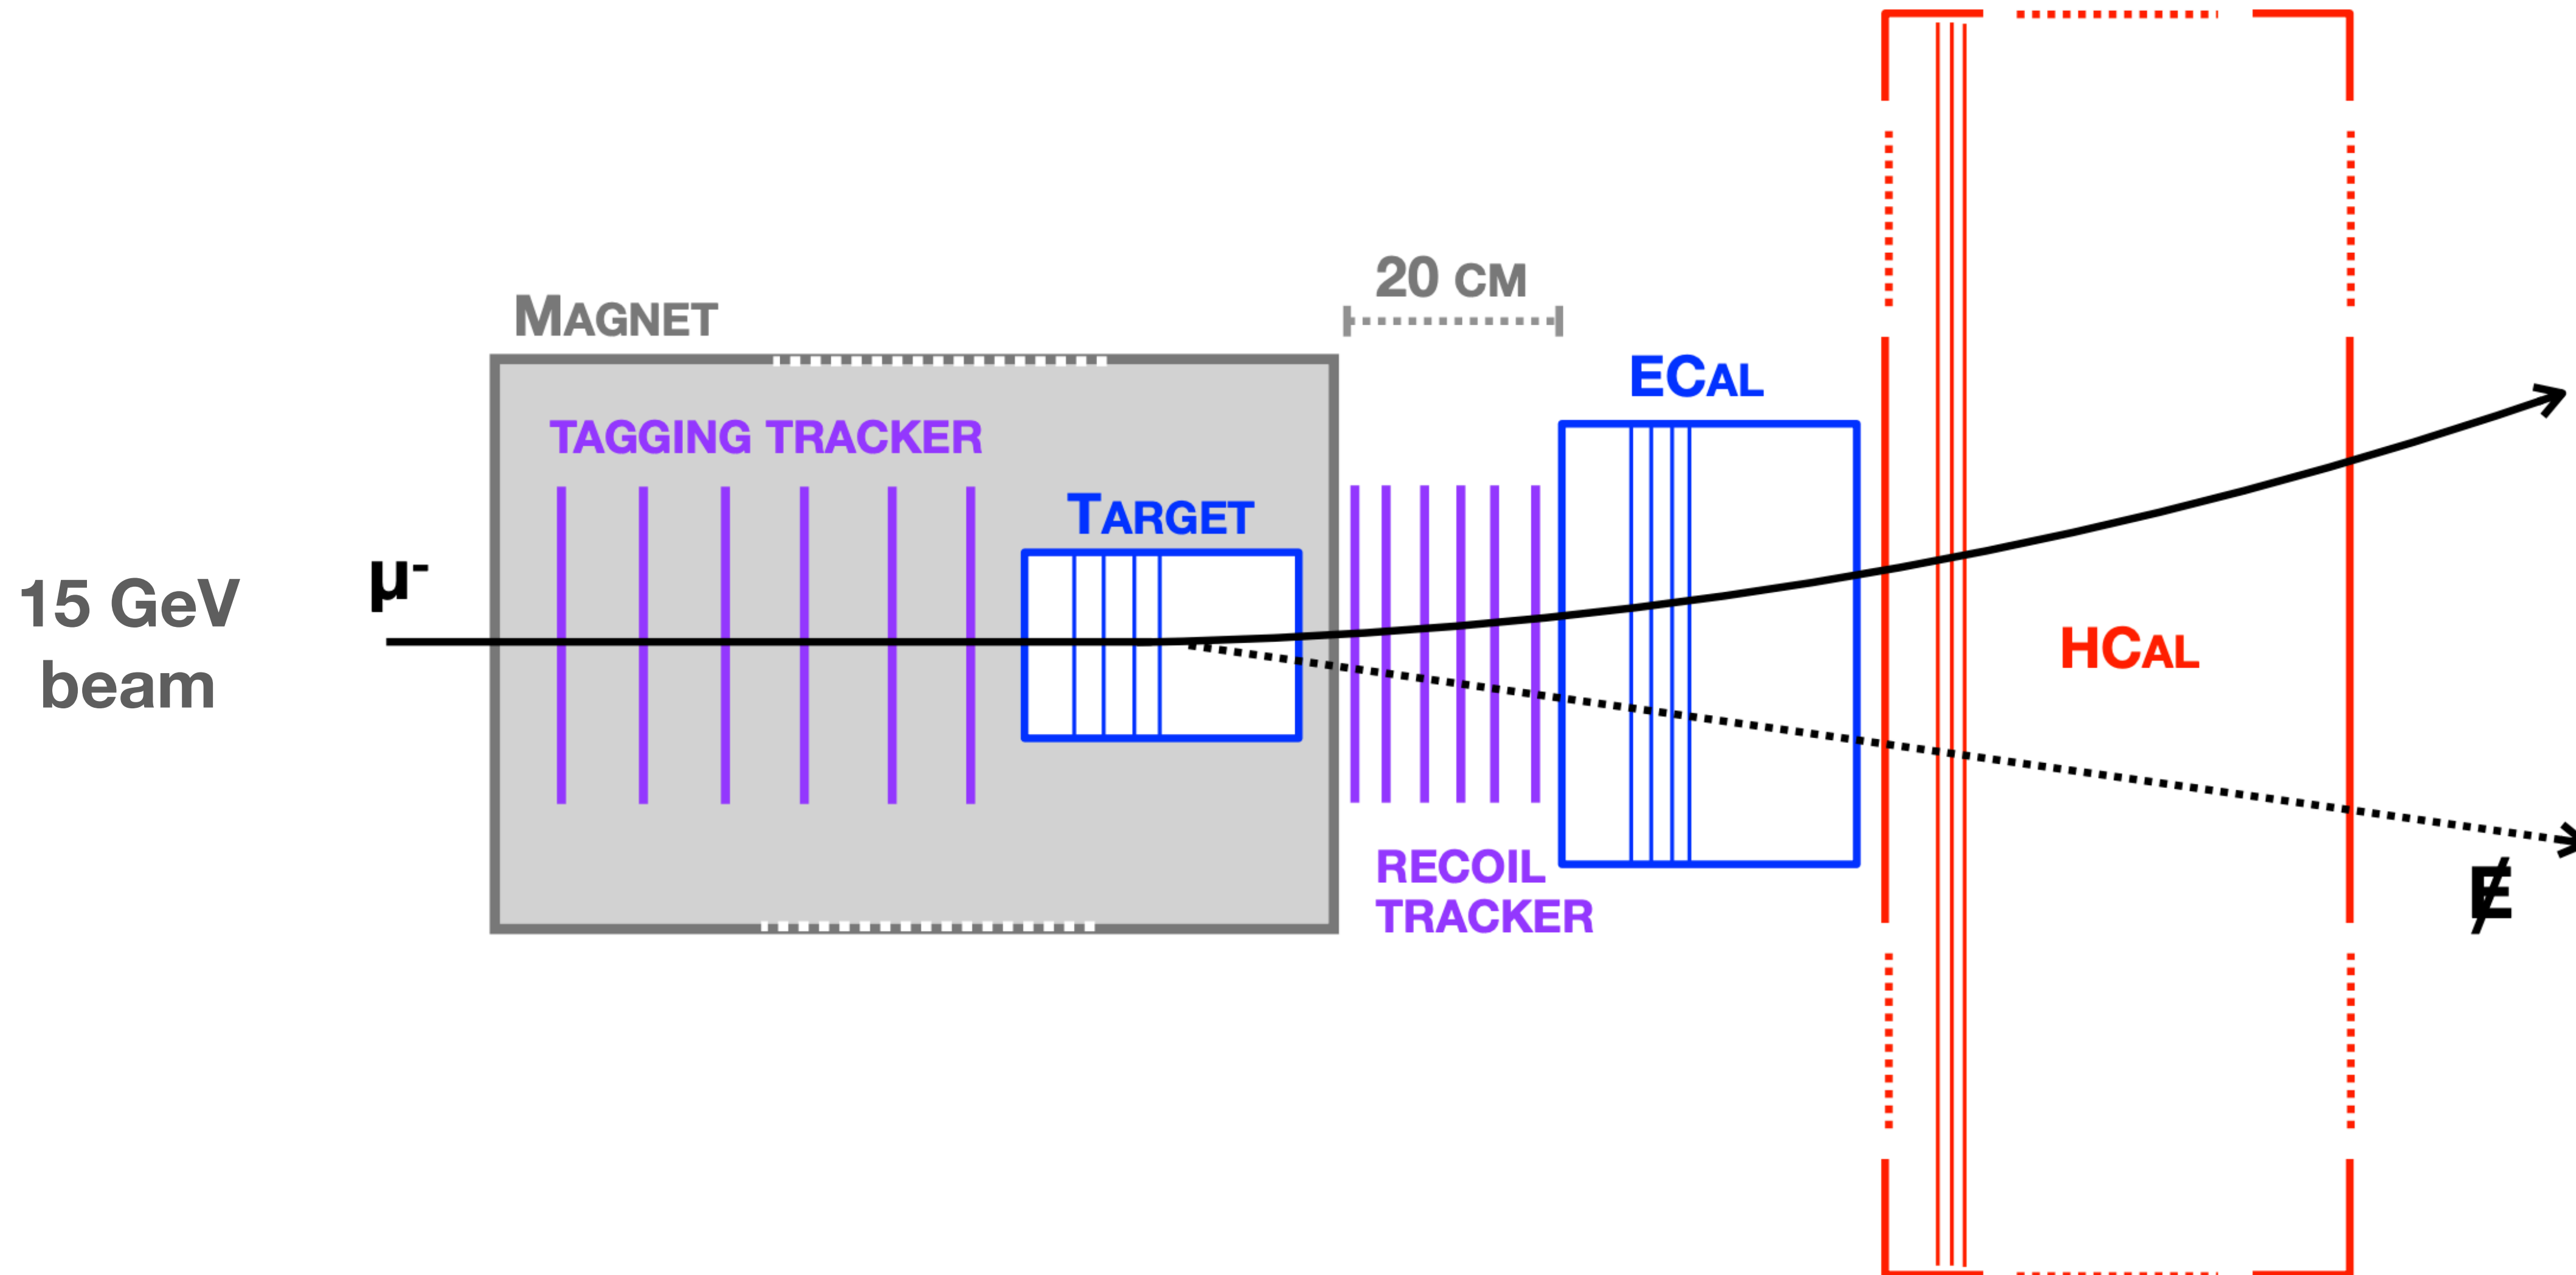 20 CM
MAGNET
ECAL
TAGGING TRACKER
TARGET
μ-
15 GeV
beam
HCAL
RECOIL
TRACKER
E̸